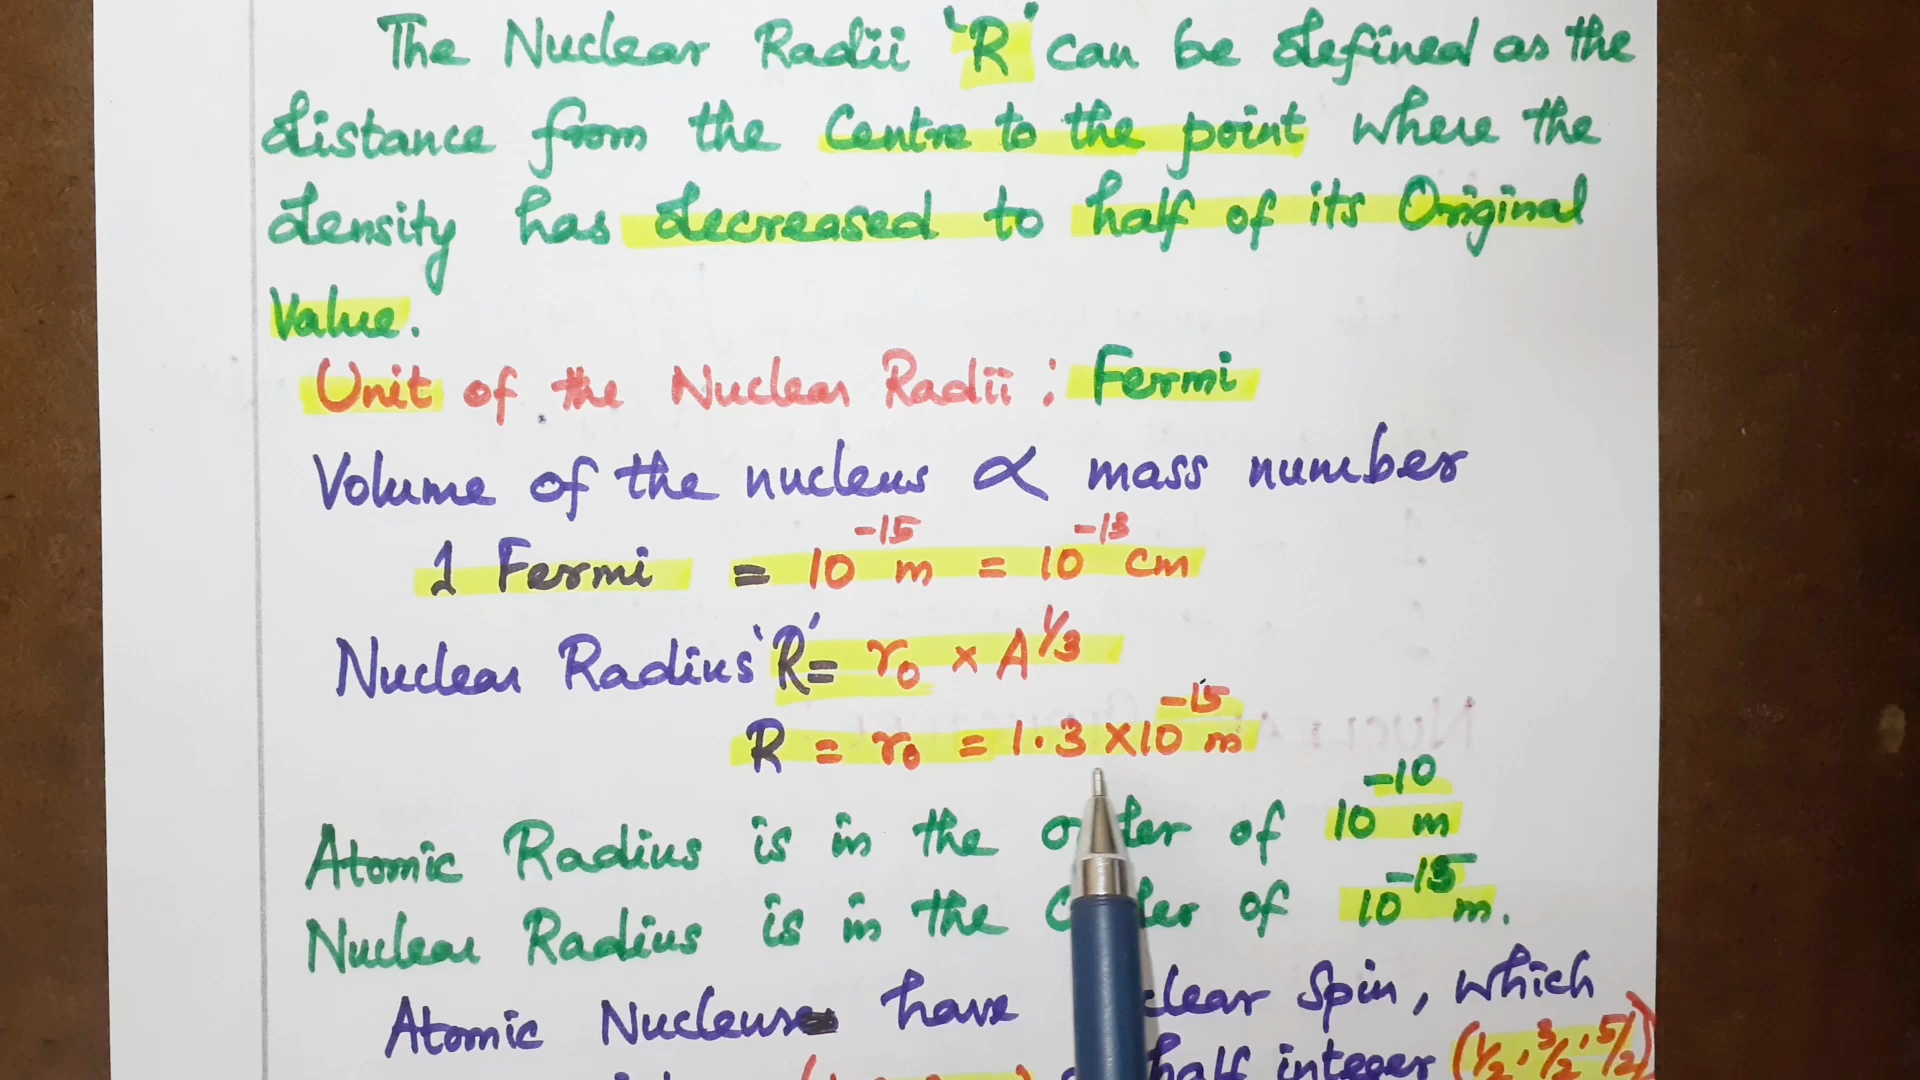 The Nuclear Radii 'R' can be defined as the
distance from the Centre to the point where the
density has decreased to half of its Original
Value.
Unit of the Nuclear Radii : Fermi
Volume of the nucleus ∝ mass number
1 Fermi = 10⁻¹⁵ m = 10⁻¹³ cm
Nuclear Radius 'R' = r₀ × A^1/3
R = r₀ = 1.3 × 10⁻¹⁵ m
Atomic Radius is in the order of 10⁻¹⁰ m
Nuclear Radius is in the order of 10⁻¹⁵ m.
Atomic Nucleus have clear Spin, which
half integer (1/2, 3/2, 5/2)